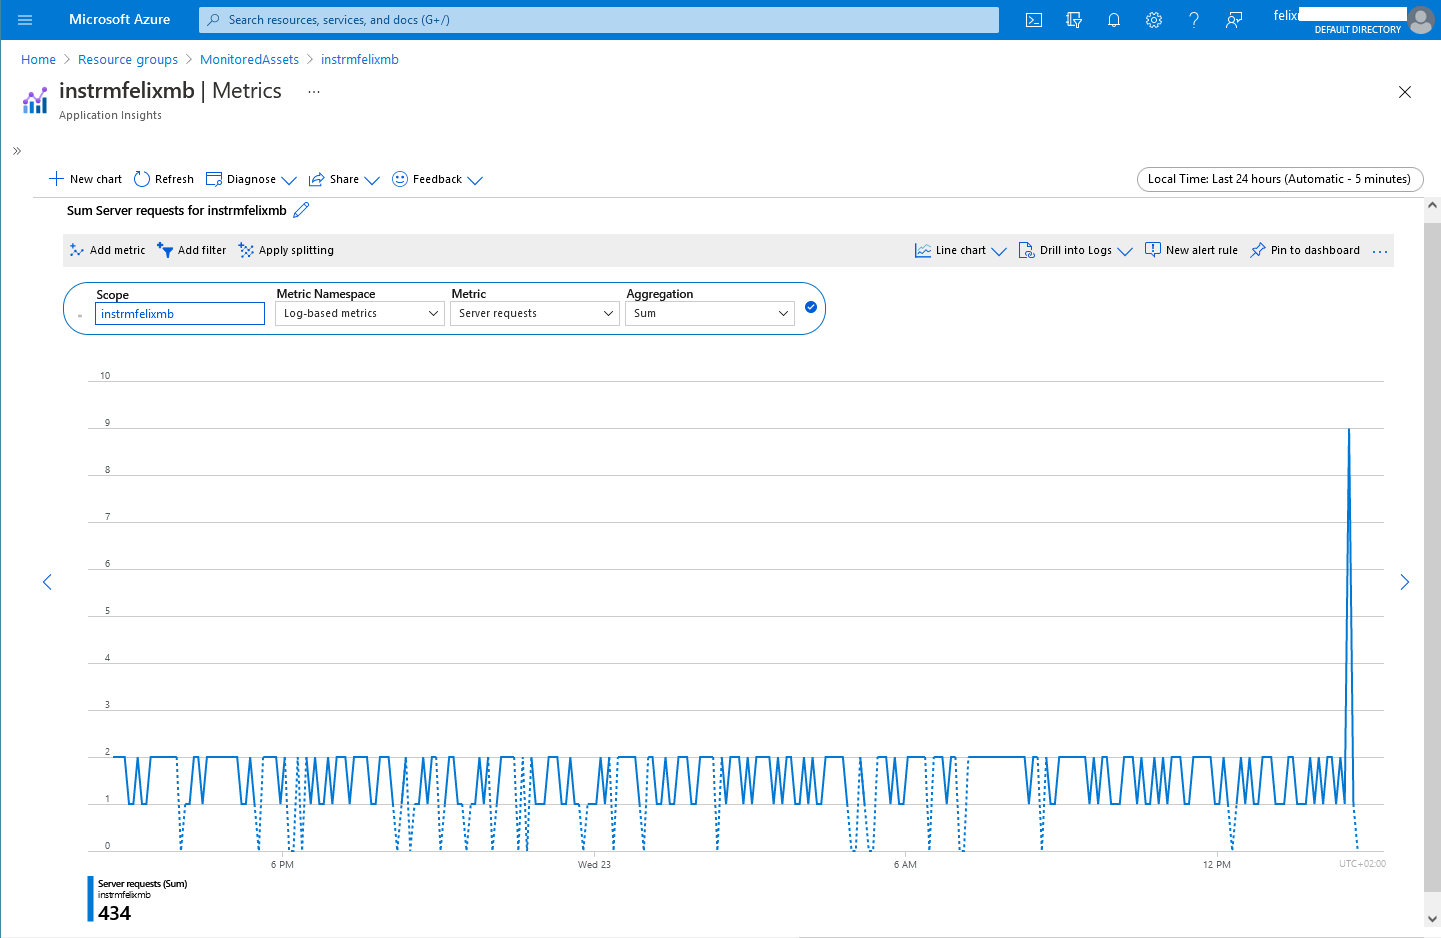 Microsoft Azure
Search resources, services, and docs (G+/)
felix
DEFAULT DIRECTORY
Home > Resource groups > MonitoredAssets > instrmfelixmb
instrmfelixmb | Metrics ...
Application Insights
»
New chart Refresh Diagnose Share Feedback
Local Time: Last 24 hours (Automatic - 5 minutes)
Sum Server requests for instrmfelixmb
Add metric Add filter Apply splitting
Line chart Drill into Logs New alert rule Pin to dashboard ...
Scope Metric Namespace Metric Aggregation
instrmfelixmb Log-based metrics Server requests Sum
10
9
8
7
6
5
4
3
2
1
0
6 PM Wed 23 6 AM 12 PM UTC+02:00
Server requests (Sum)
instrmfelixmb
434